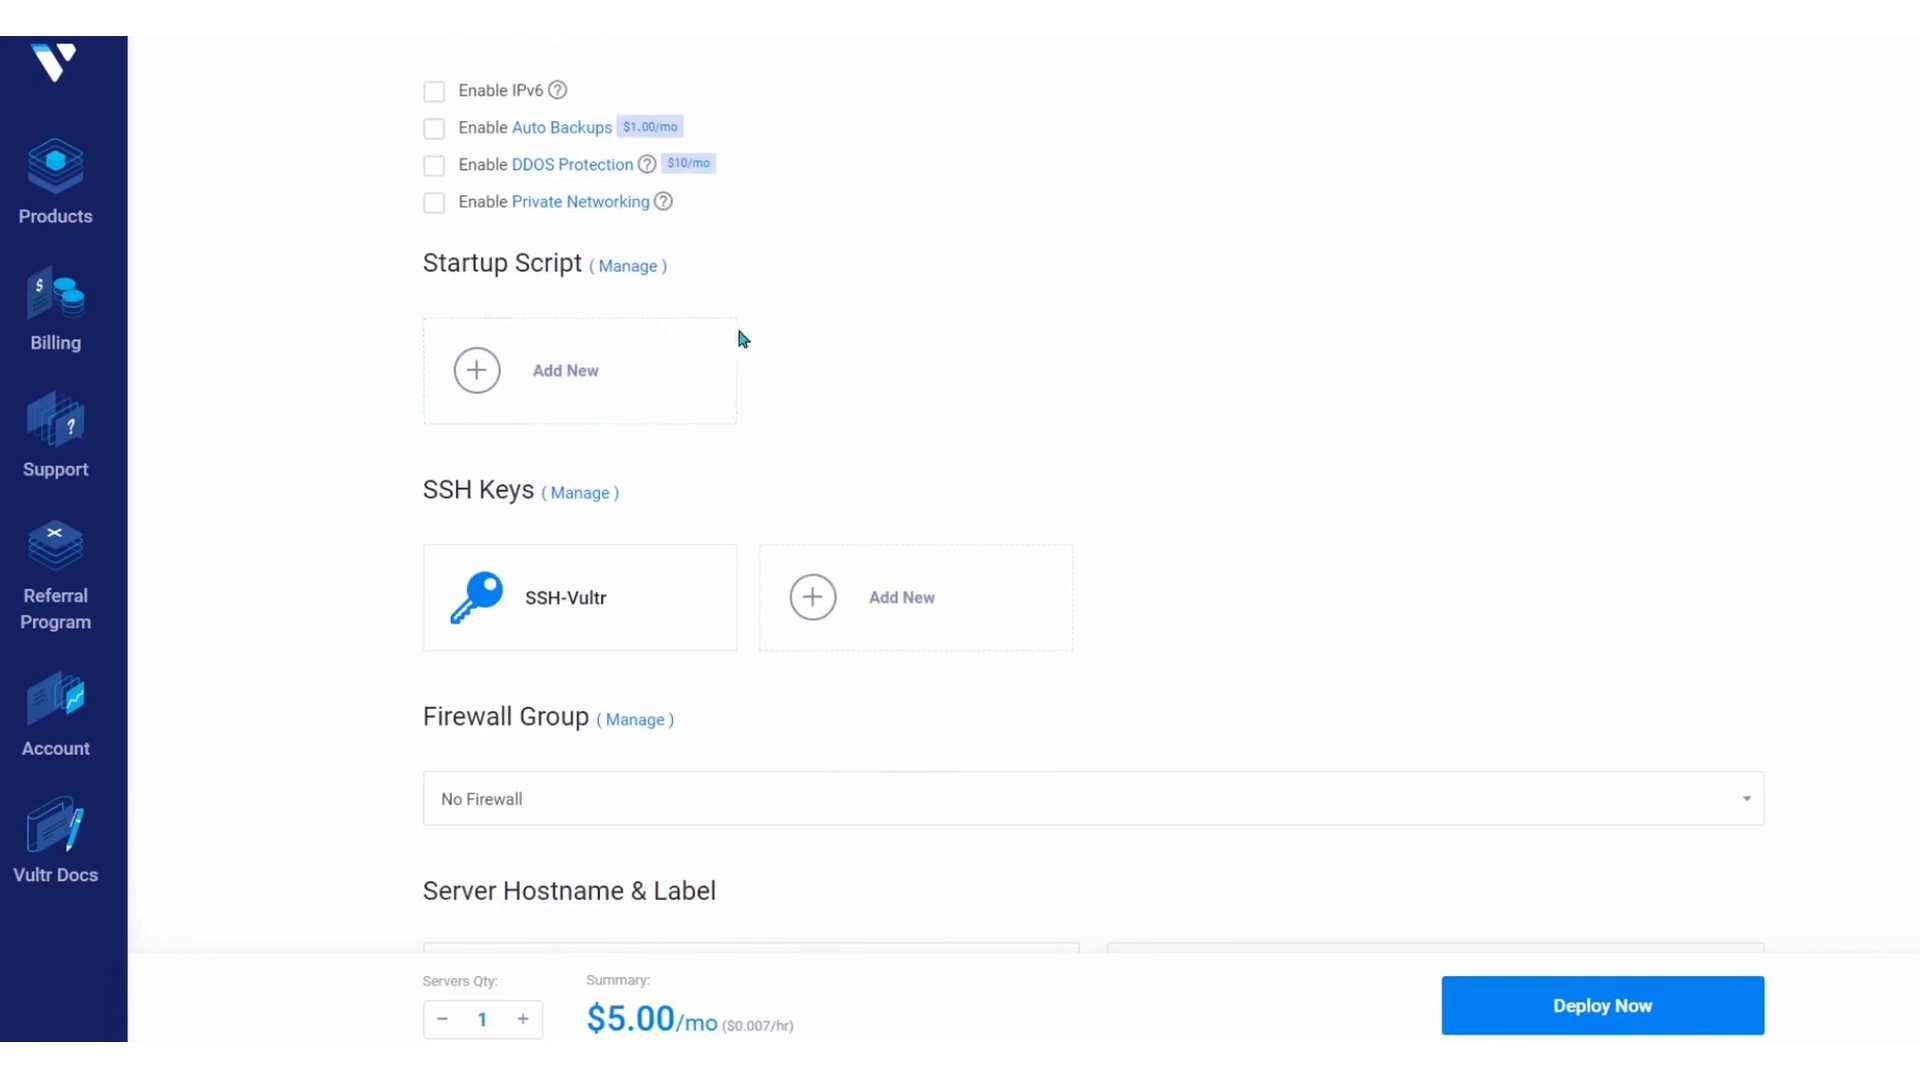 Enable IPv6 ?
Enable Auto Backups $1.00/mo
Enable DDOS Protection ? $10/mo
Enable Private Networking ?
Products
Startup Script ( Manage )
$
Billing
+ Add New
?
Support
SSH Keys ( Manage )
SSH-Vultr
+ Add New
Referral
Program
Firewall Group ( Manage )
Account
No Firewall
Vultr Docs
Server Hostname & Label
Servers Qty:
Summary:
− 1 +
$5.00/mo ($0.007/hr)
Deploy Now